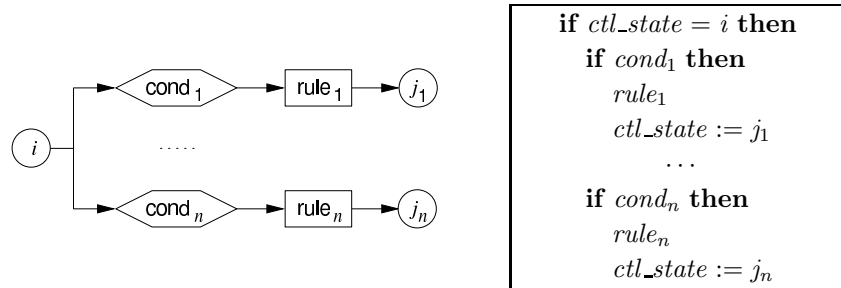 i
cond 1
rule 1
j1
.....
cond n
rule n
jn
if ctl_state = i then
if cond1 then
rule1
ctl_state := j1
...
if condn then
rulen
ctl_state := jn